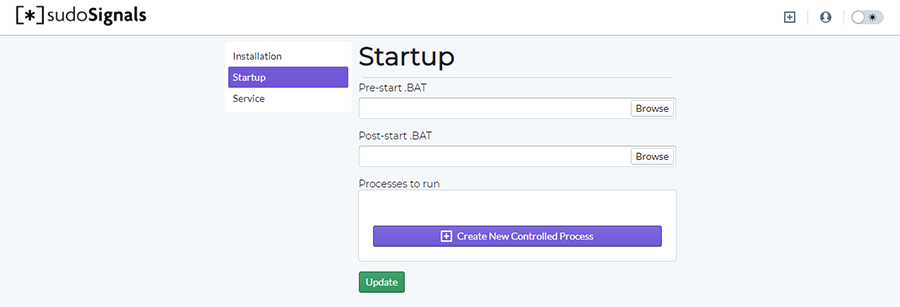 [*]sudoSignals
Installation
Startup
Service
Startup
Pre-start .BAT
Browse
Post-start .BAT
Browse
Processes to run
Create New Controlled Process
Update